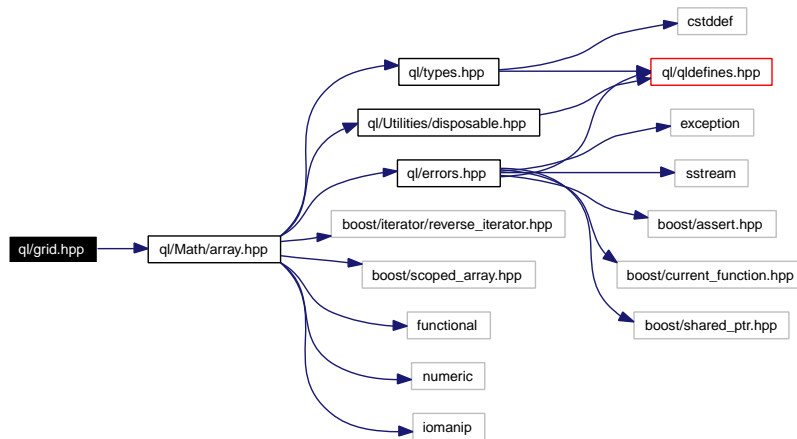 cstddef
ql/types.hpp
ql/qldefines.hpp
ql/Utilities/disposable.hpp
exception
ql/errors.hpp
sstream
boost/iterator/reverse_iterator.hpp
boost/assert.hpp
ql/grid.hpp
ql/Math/array.hpp
boost/scoped_array.hpp
boost/current_function.hpp
functional
boost/shared_ptr.hpp
numeric
iomanip